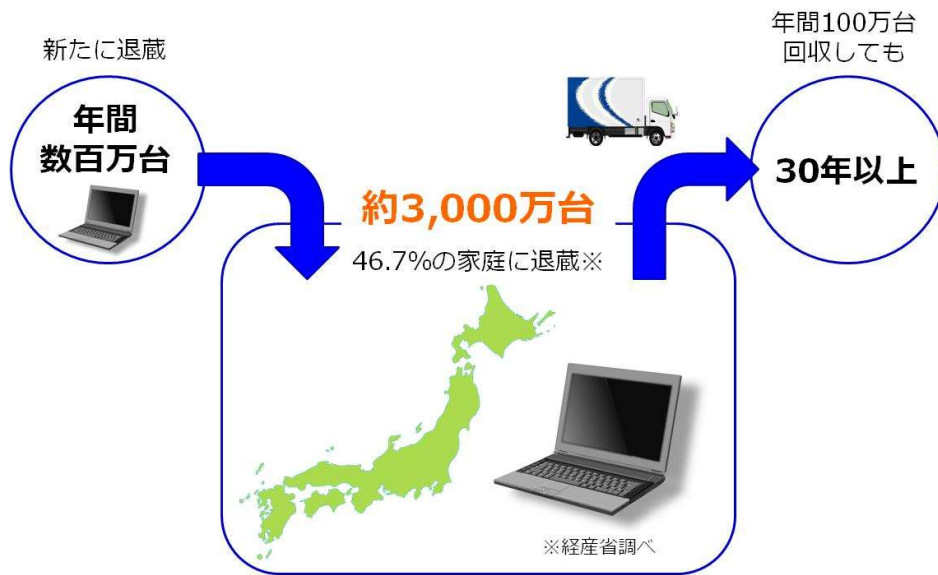 新たに退蔵
年間
数百万台
約3,000万台
46.7%の家庭に退蔵※
※経産省調べ
年間100万台
回収しても
30年以上